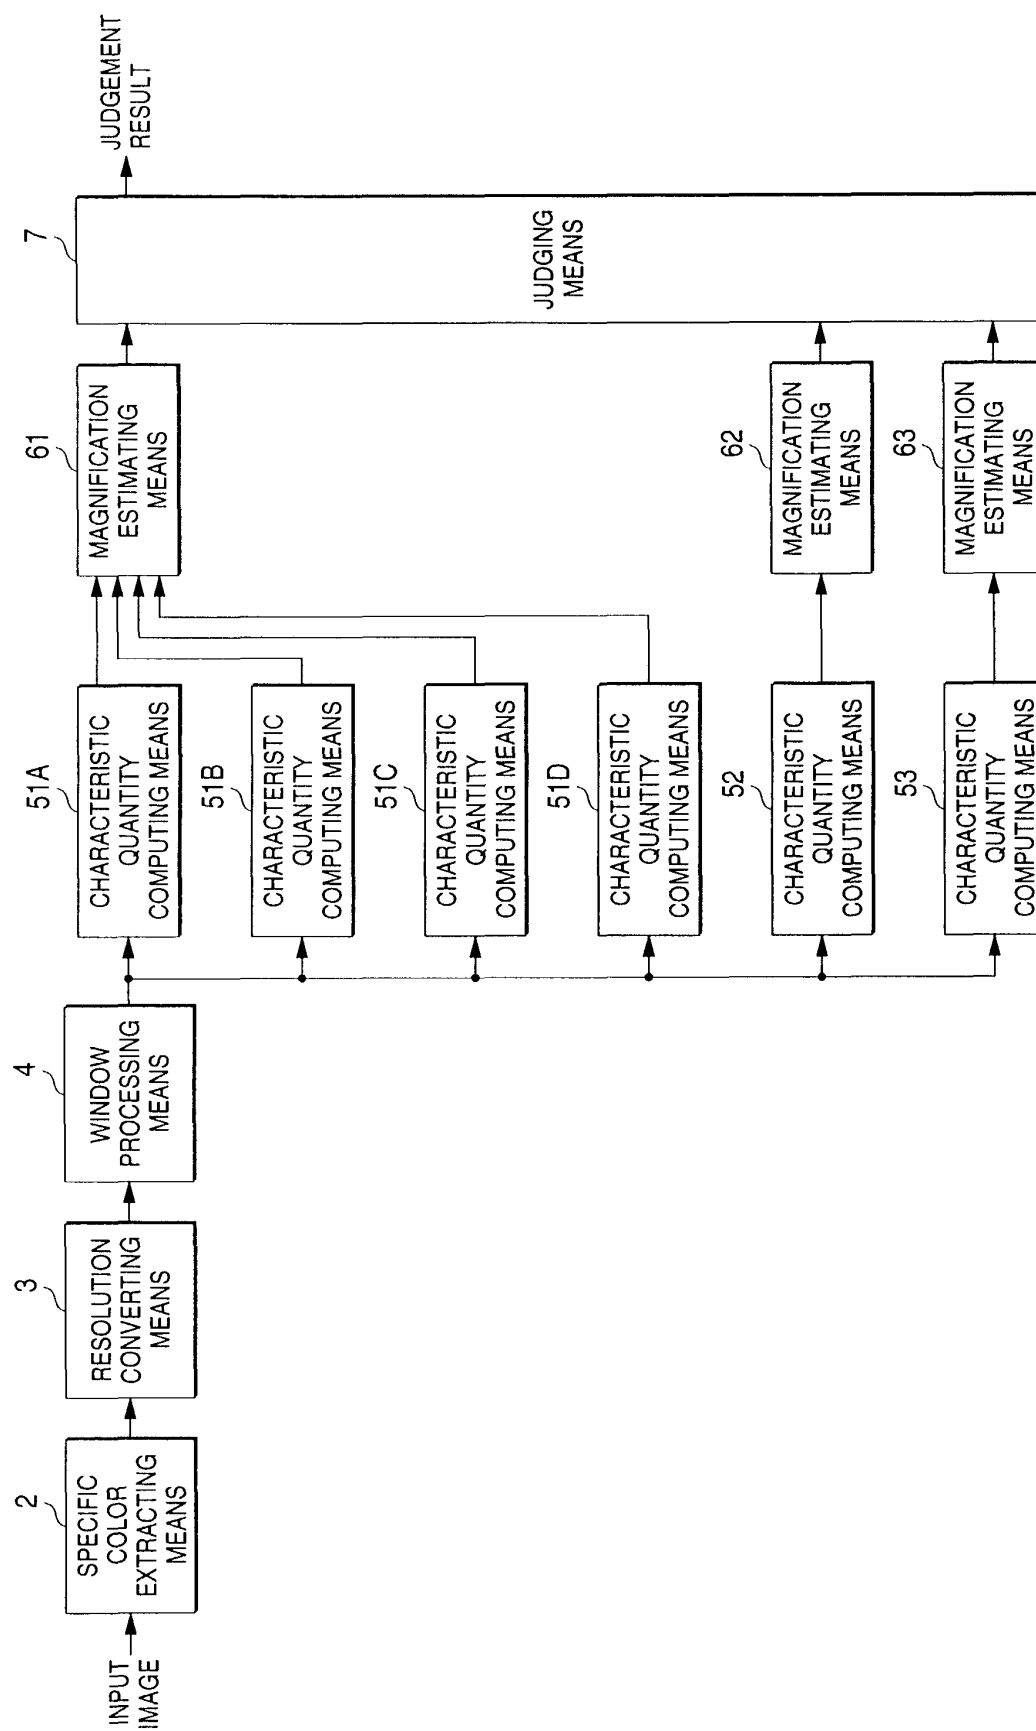 INPUT
IMAGE
2
SPECIFIC
COLOR
EXTRACTING
MEANS
3
RESOLUTION
CONVERTING
MEANS
4
WINDOW
PROCESSING
MEANS
51A
CHARACTERISTIC
QUANTITY
COMPUTING MEANS
51B
CHARACTERISTIC
QUANTITY
COMPUTING MEANS
51C
CHARACTERISTIC
QUANTITY
COMPUTING MEANS
51D
CHARACTERISTIC
QUANTITY
COMPUTING MEANS
52
CHARACTERISTIC
QUANTITY
COMPUTING MEANS
53
CHARACTERISTIC
QUANTITY
COMPUTING MEANS
61
MAGNIFICATION
ESTIMATING
MEANS
62
MAGNIFICATION
ESTIMATING
MEANS
63
MAGNIFICATION
ESTIMATING
MEANS
7
JUDGING
MEANS
JUDGEMENT
RESULT